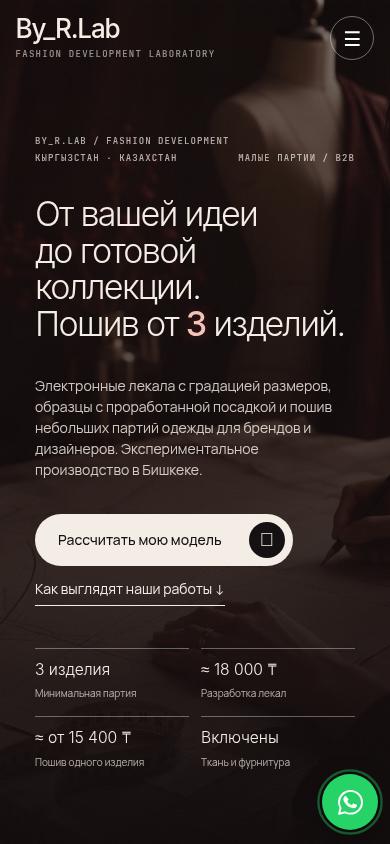 By_R.Lab
FASHION DEVELOPMENT LABORATORY
BY_R.LAB / FASHION DEVELOPMENT
КЫРГЫЗСТАН · КАЗАХСТАН
МАЛЫЕ ПАРТИИ / B2B
От вашей идеи
до готовой
коллекции.
Пошив от 3 изделий.
Электронные лекала с градацией размеров,
образцы с проработанной посадкой и пошив
небольших партий одежды для брендов и
дизайнеров. Экспериментальное
производство в Бишкеке.
Рассчитать мою модель
Как выглядят наши работы ↓
3 изделия
Минимальная партия
≈ 18 000 ₸
Разработка лекал
≈ от 15 400 ₸
Пошив одного изделия
Включены
Ткань и фурнитура